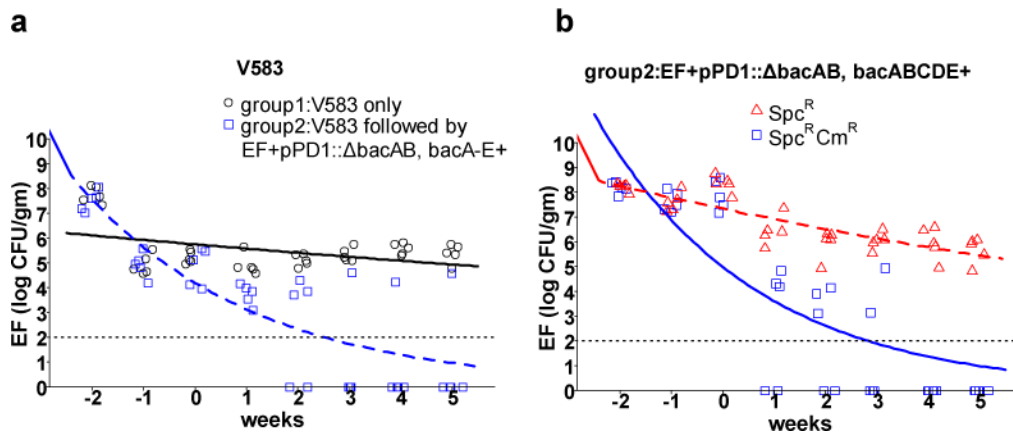 a
V583
group1:V583 only
group2:V583 followed by
EF+pPD1::ΔbacAB, bacA-E+
EF (log CFU/gm)
10
9
8
7
6
5
4
3
2
1
0
-2 -1 0 1 2 3 4 5
weeks
b
group2:EF+pPD1::ΔbacAB, bacABCDE+
Spc^R
Spc^R Cm^R
EF (log CFU/gm)
10
9
8
7
6
5
4
3
2
1
0
-2 -1 0 1 2 3 4 5
weeks